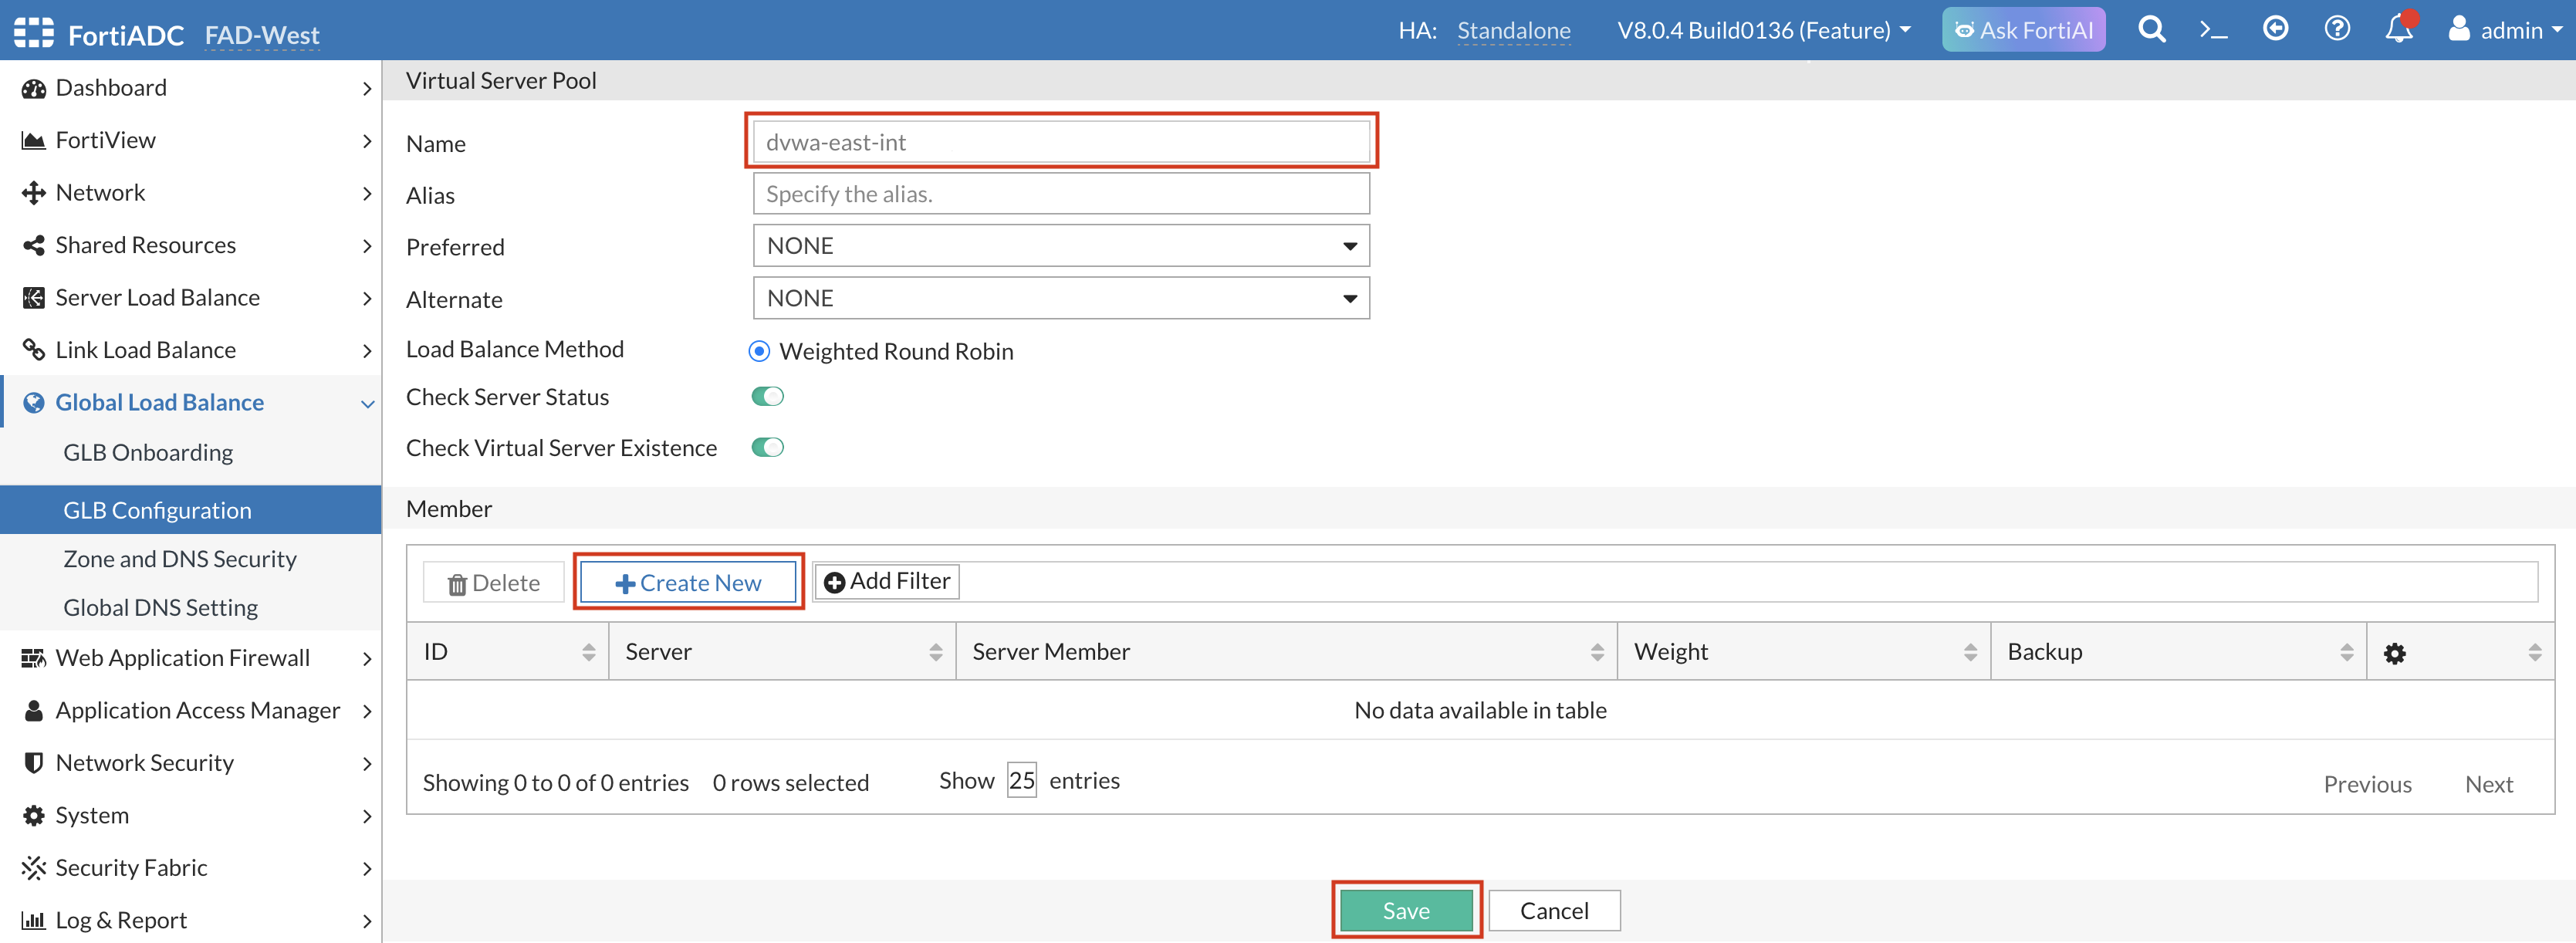 FortiADC FAD-West HA: Standalone V8.0.4 Build0136 (Feature) Ask FortiAI admin
Dashboard
FortiView
Network
Shared Resources
Server Load Balance
Link Load Balance
Global Load Balance
GLB Onboarding
GLB Configuration
Zone and DNS Security
Global DNS Setting
Web Application Firewall
Application Access Manager
Network Security
System
Security Fabric
Log & Report
Virtual Server Pool
Name dvwa-east-int
Alias Specify the alias.
Preferred NONE
Alternate NONE
Load Balance Method Weighted Round Robin
Check Server Status
Check Virtual Server Existence
Member
Delete Create New Add Filter
ID Server Server Member Weight Backup
No data available in table
Showing 0 to 0 of 0 entries 0 rows selected Show 25 entries Previous Next
Save Cancel